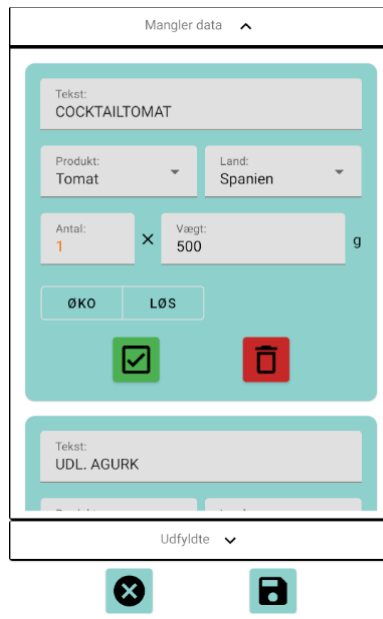 Mangler data
Tekst:
COCKTAILTOMAT
Produkt: Land:
Tomat Spanien
Antal: Vægt:
1 × 500 g
ØKO LØS
Tekst:
UDL. AGURK
Udfyldte